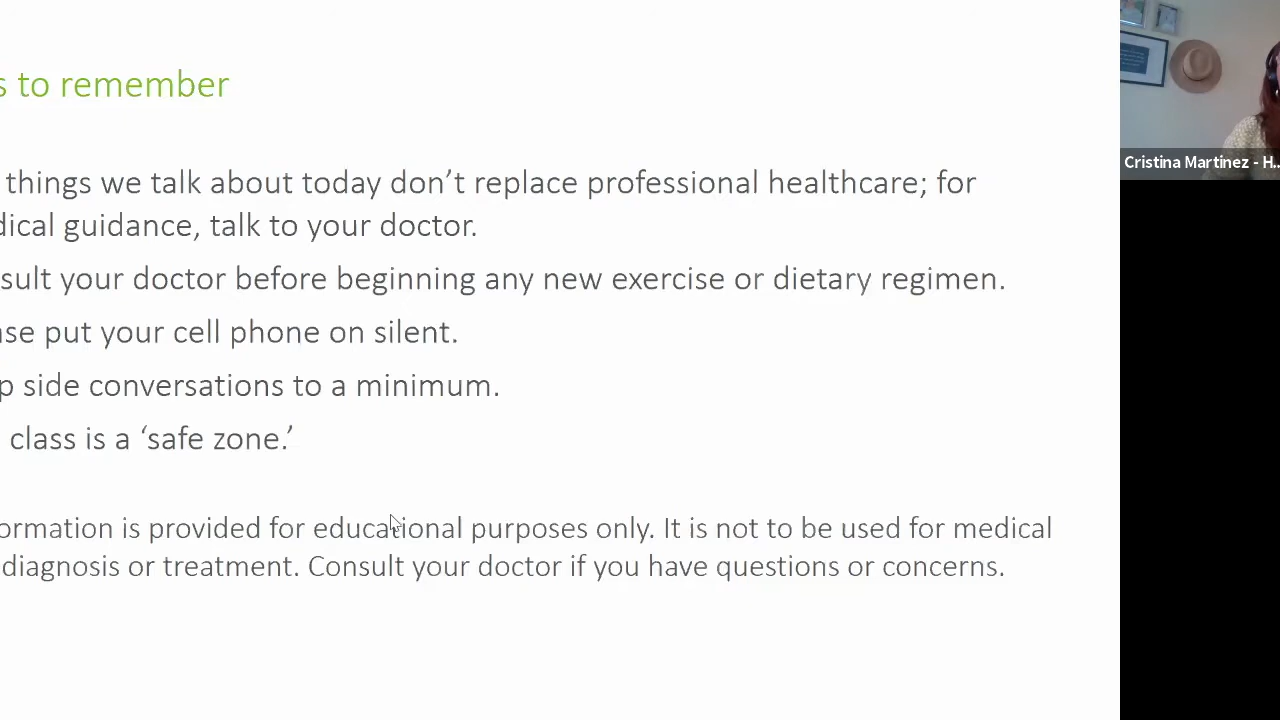 s to remember
things we talk about today don’t replace professional healthcare; for
dical guidance, talk to your doctor.
sult your doctor before beginning any new exercise or dietary regimen.
ase put your cell phone on silent.
p side conversations to a minimum.
class is a ‘safe zone.’
ormation is provided for educational purposes only. It is not to be used for medical
diagnosis or treatment. Consult your doctor if you have questions or concerns.
Cristina Martinez - H...